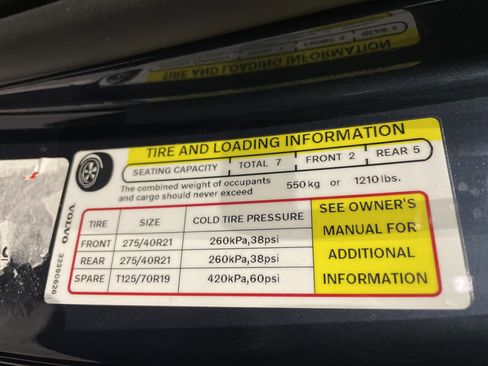 TIRE AND LOADING INFORMATION
SEATING CAPACITY TOTAL 7 FRONT 2 REAR 5
The combined weight of occupants
and cargo should never exceed 550kg or 1210lbs.
TIRE SIZE COLD TIRE PRESSURE
FRONT 275/40R21 260kPa,38psi
REAR 275/40R21 260kPa,38psi
SPARE T125/70R19 420kPa,60psi
SEE OWNER'S
MANUAL FOR
ADDITIONAL
INFORMATION
VOLVO 32390626
TIRE AND LOADING INFORMATION